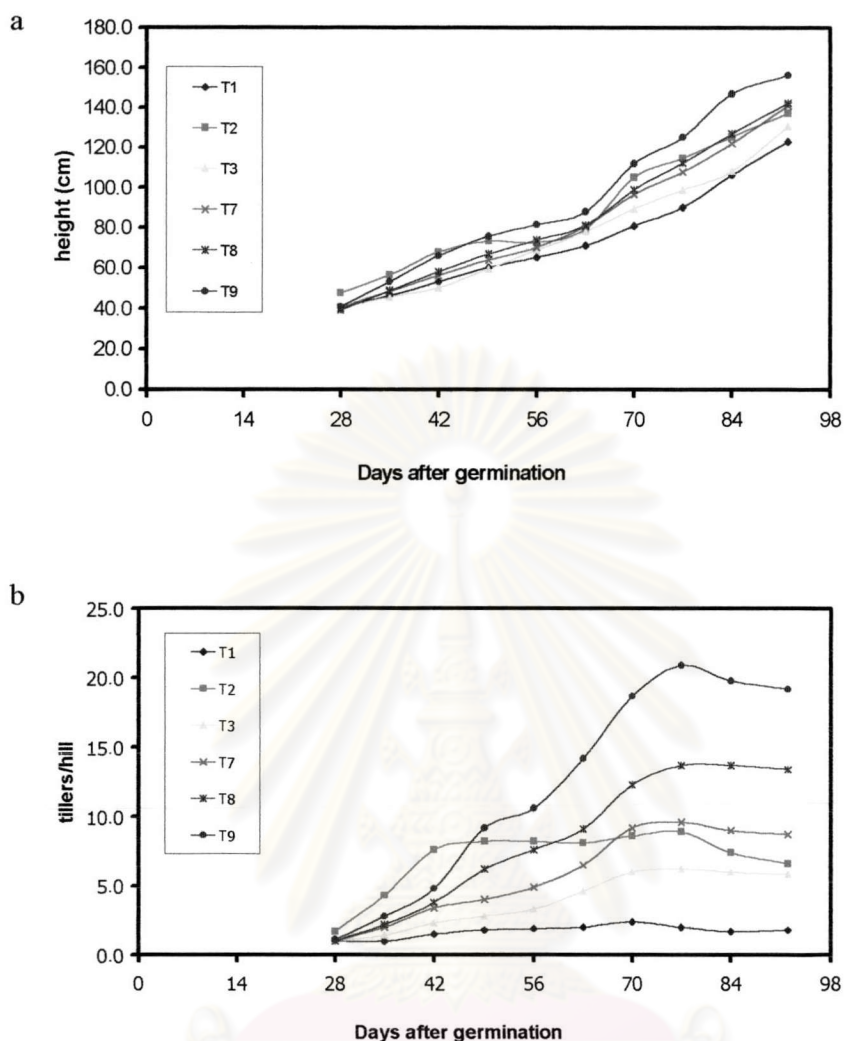 a
180.0
160.0
140.0
120.0
100.0
80.0
60.0
40.0
20.0
0.0
height (cm)
T1
T2
T3
T7
T8
T9
0 14 28 42 56 70 84 98
Days after germination
b
25.0
20.0
15.0
10.0
5.0
0.0
tillers/hill
T1
T2
T3
T7
T8
T9
0 14 28 42 56 70 84 98
Days after germination